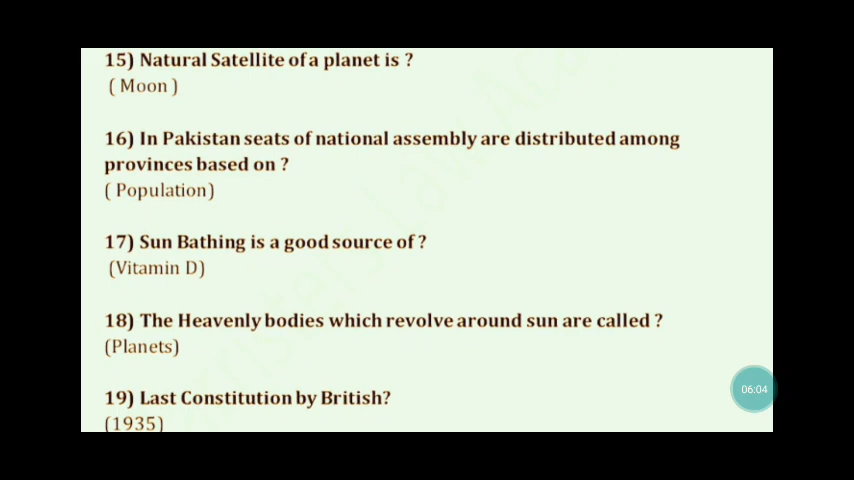 15) Natural Satellite of a planet is ?
( Moon )
16) In Pakistan seats of national assembly are distributed among
provinces based on ?
( Population)
17) Sun Bathing is a good source of ?
(Vitamin D)
18) The Heavenly bodies which revolve around sun are called ?
(Planets)
19) Last Constitution by British?
(1935)
06:04